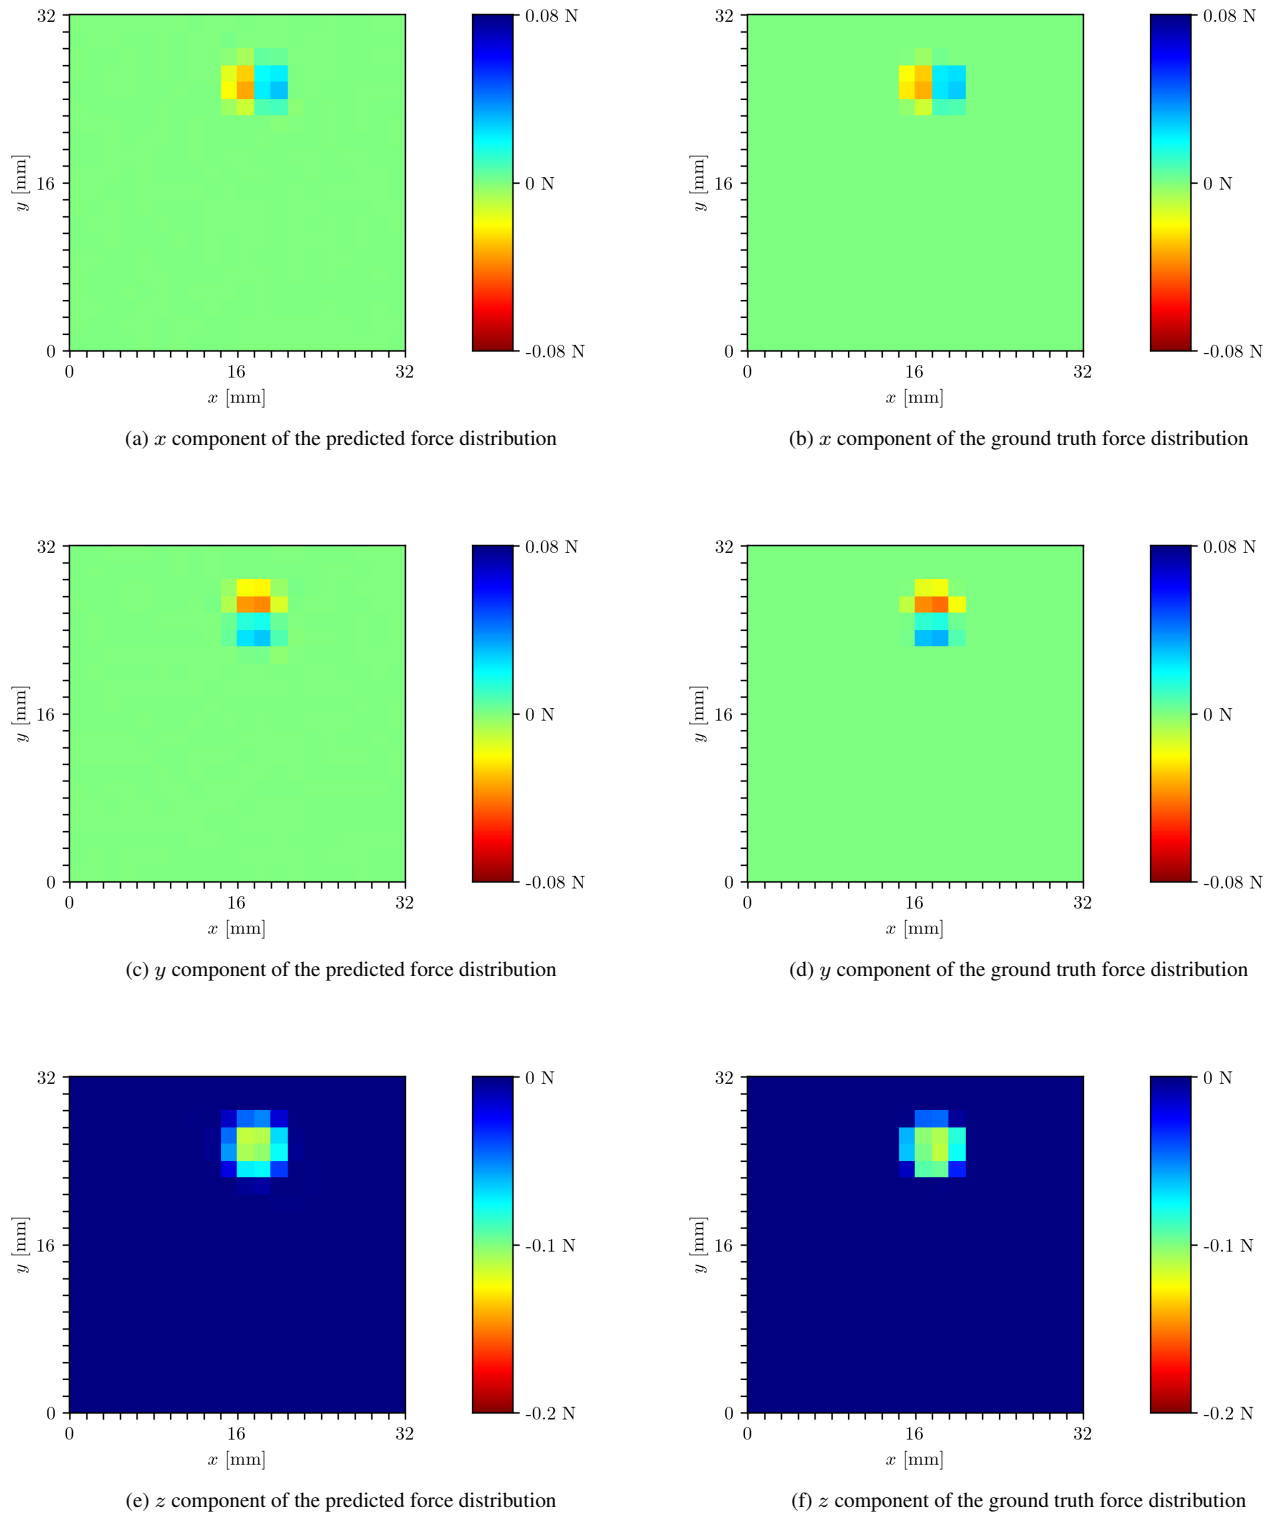 32 0.08 N 32 0.08 N
y [mm] 16 0 N y [mm] 16 0 N
0 -0.08 N 0 -0.08 N
0 16 32 0 16 32
x [mm] x [mm]
(a) x component of the predicted force distribution (b) x component of the ground truth force distribution
32 0.08 N 32 0.08 N
y [mm] 16 0 N y [mm] 16 0 N
0 -0.08 N 0 -0.08 N
0 16 32 0 16 32
x [mm] x [mm]
(c) y component of the predicted force distribution (d) y component of the ground truth force distribution
32 0 N 32 0 N
y [mm] 16 -0.1 N y [mm] 16 -0.1 N
0 -0.2 N 0 -0.2 N
0 16 32 0 16 32
x [mm] x [mm]
(e) z component of the predicted force distribution (f) z component of the ground truth force distribution